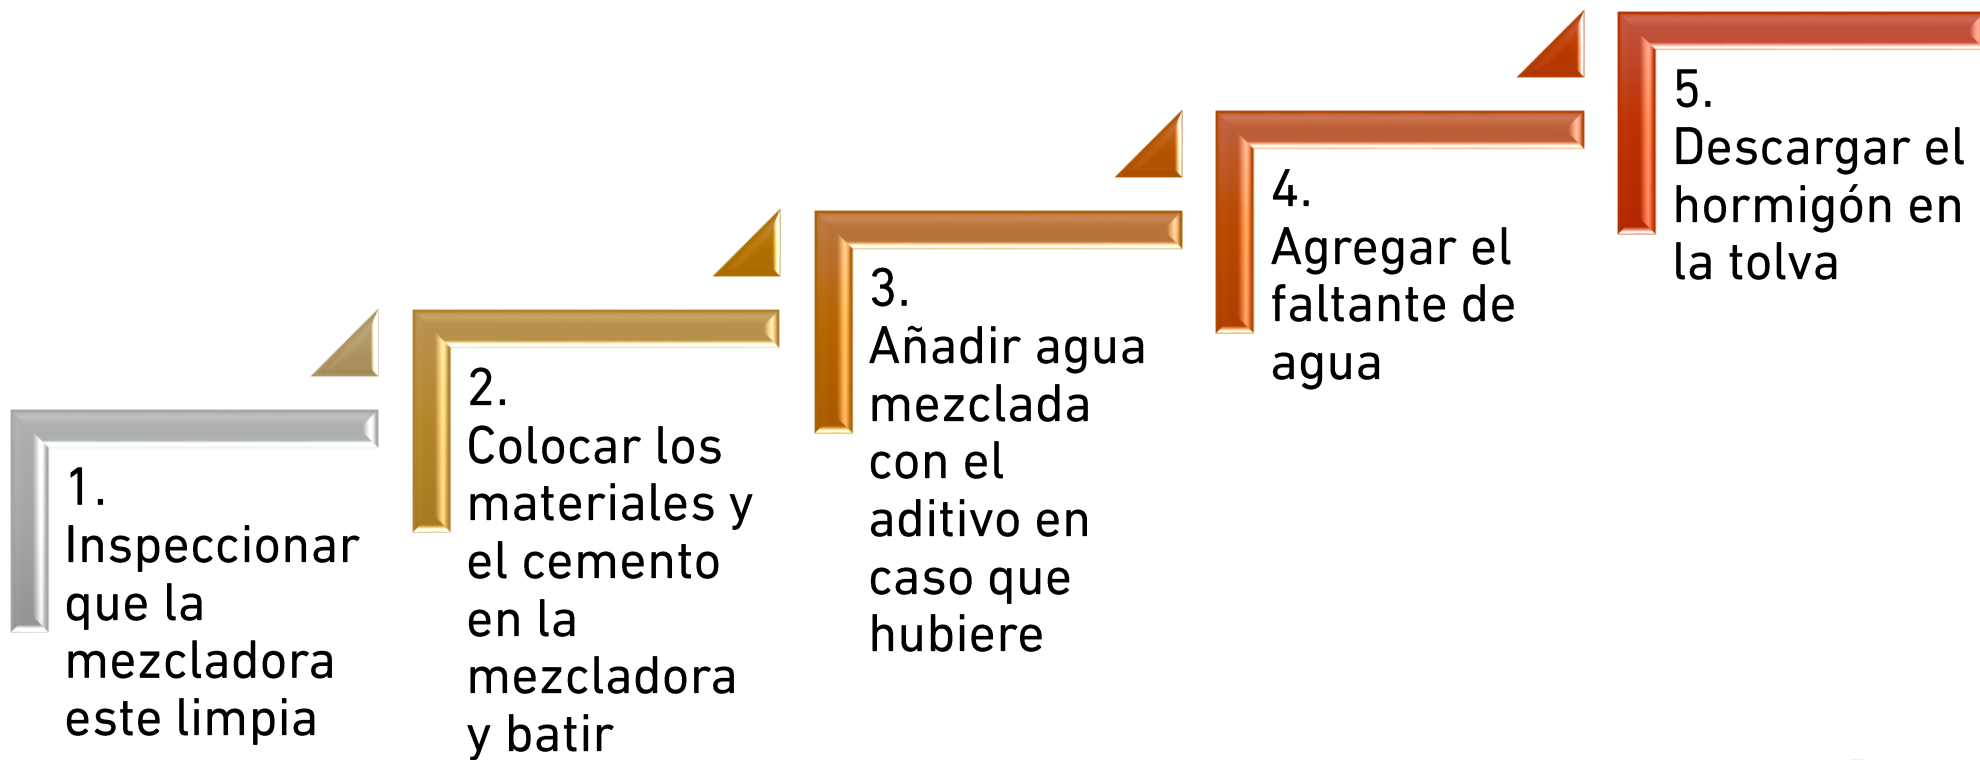 1.
Inspeccionar
que la
mezcladora
este limpia
2.
Colocar los
materiales y
el cemento
en la
mezcladora
y batir
3.
Añadir agua
mezclada
con el
aditivo en
caso que
hubiere
4.
Agregar el
faltante de
agua
5.
Descargar el
hormigón en
la tolva